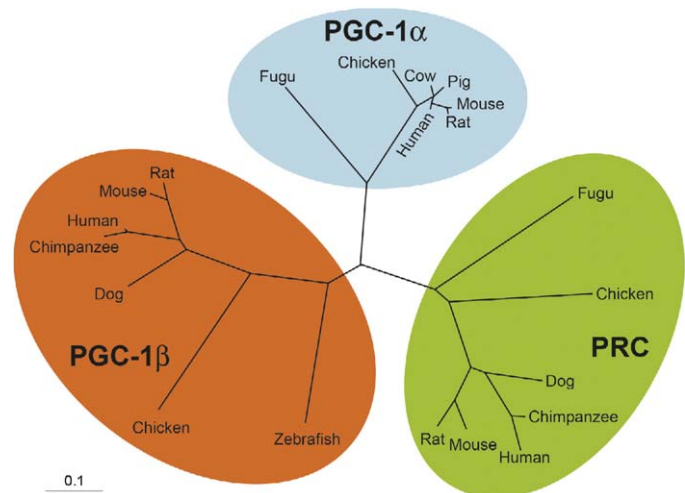 PGC-1α
Chicken
Cow
Pig
Fugu
Mouse
Rat
Human
Rat
Mouse
Human
Chimpanzee
Dog
PGC-1β
Chicken
Zebrafish
Fugu
Chicken
PRC
Dog
Chimpanzee
Rat
Mouse
Human
0.1